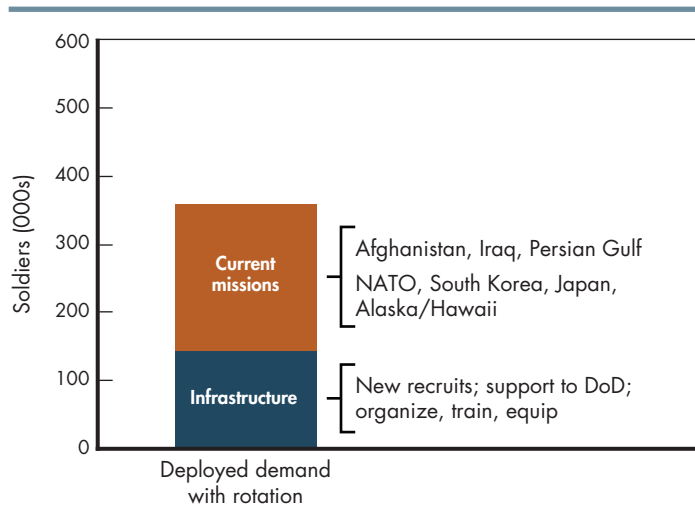 600
500
400
300
200
100
0
Soldiers (000s)
Current
missions
Infrastructure
Afghanistan, Iraq, Persian Gulf
NATO, South Korea, Japan,
Alaska/Hawaii
New recruits; support to DoD;
organize, train, equip
Deployed demand
with rotation